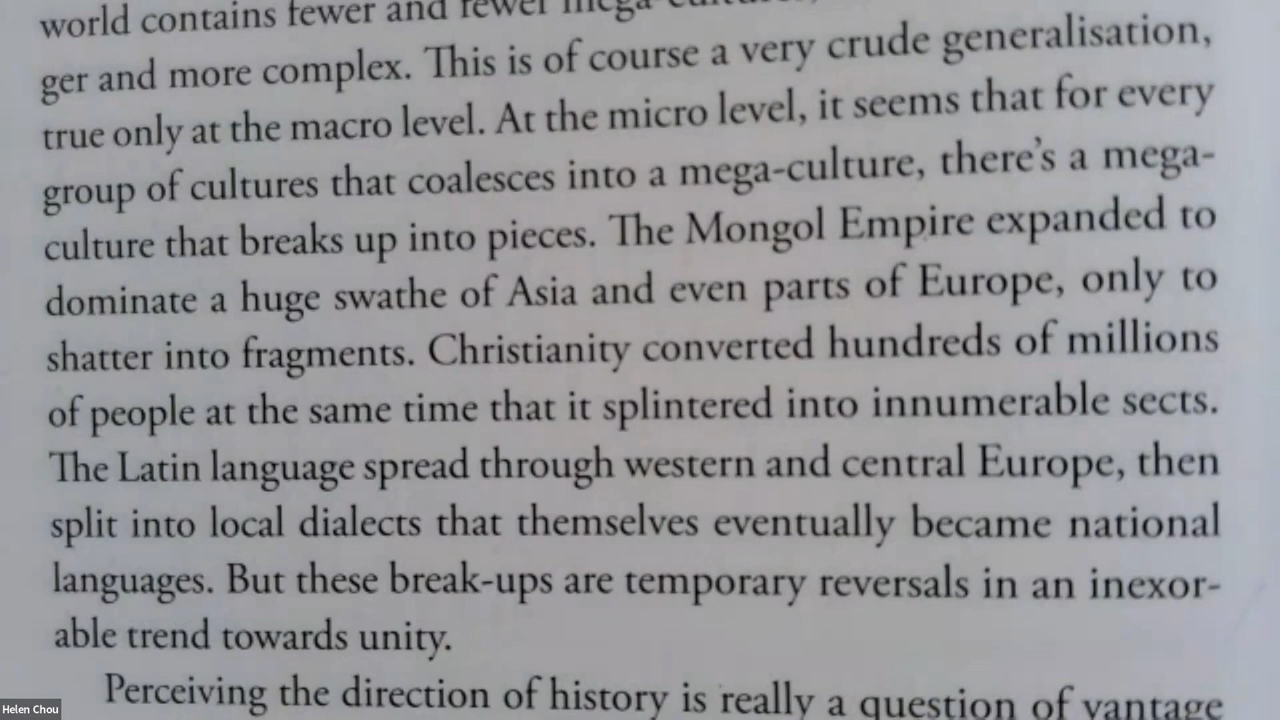 world contains fewer and fewer mega-cultures,
ger and more complex. This is of course a very crude generalisation,
true only at the macro level. At the micro level, it seems that for every
group of cultures that coalesces into a mega-culture, there's a mega-
culture that breaks up into pieces. The Mongol Empire expanded to
dominate a huge swathe of Asia and even parts of Europe, only to
shatter into fragments. Christianity converted hundreds of millions
of people at the same time that it splintered into innumerable sects.
The Latin language spread through western and central Europe, then
split into local dialects that themselves eventually became national
languages. But these break-ups are temporary reversals in an inexor-
able trend towards unity.
Perceiving the direction of history is really a question of vantage
Helen Chou